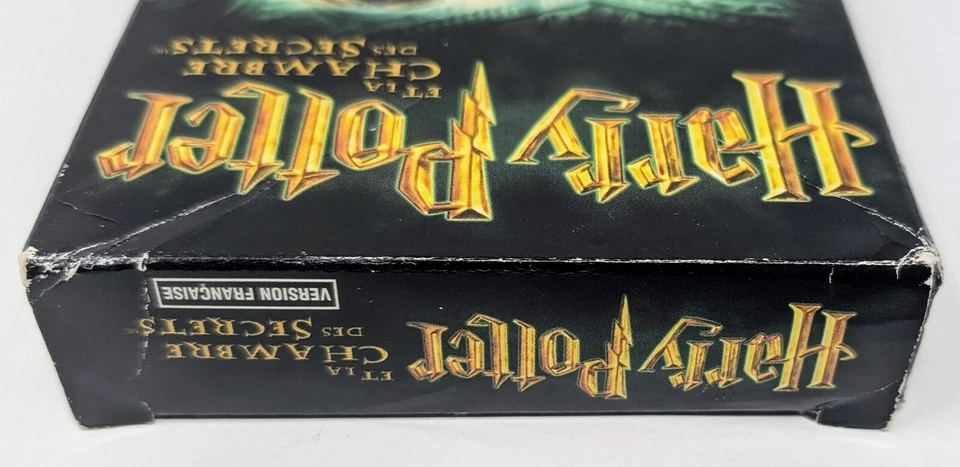 Harry Potter
ET LA
CHAMBRE
DES SECRETS
Harry Potter
ET LA
CHAMBRE
DES SECRETS
VERSION FRANÇAISE